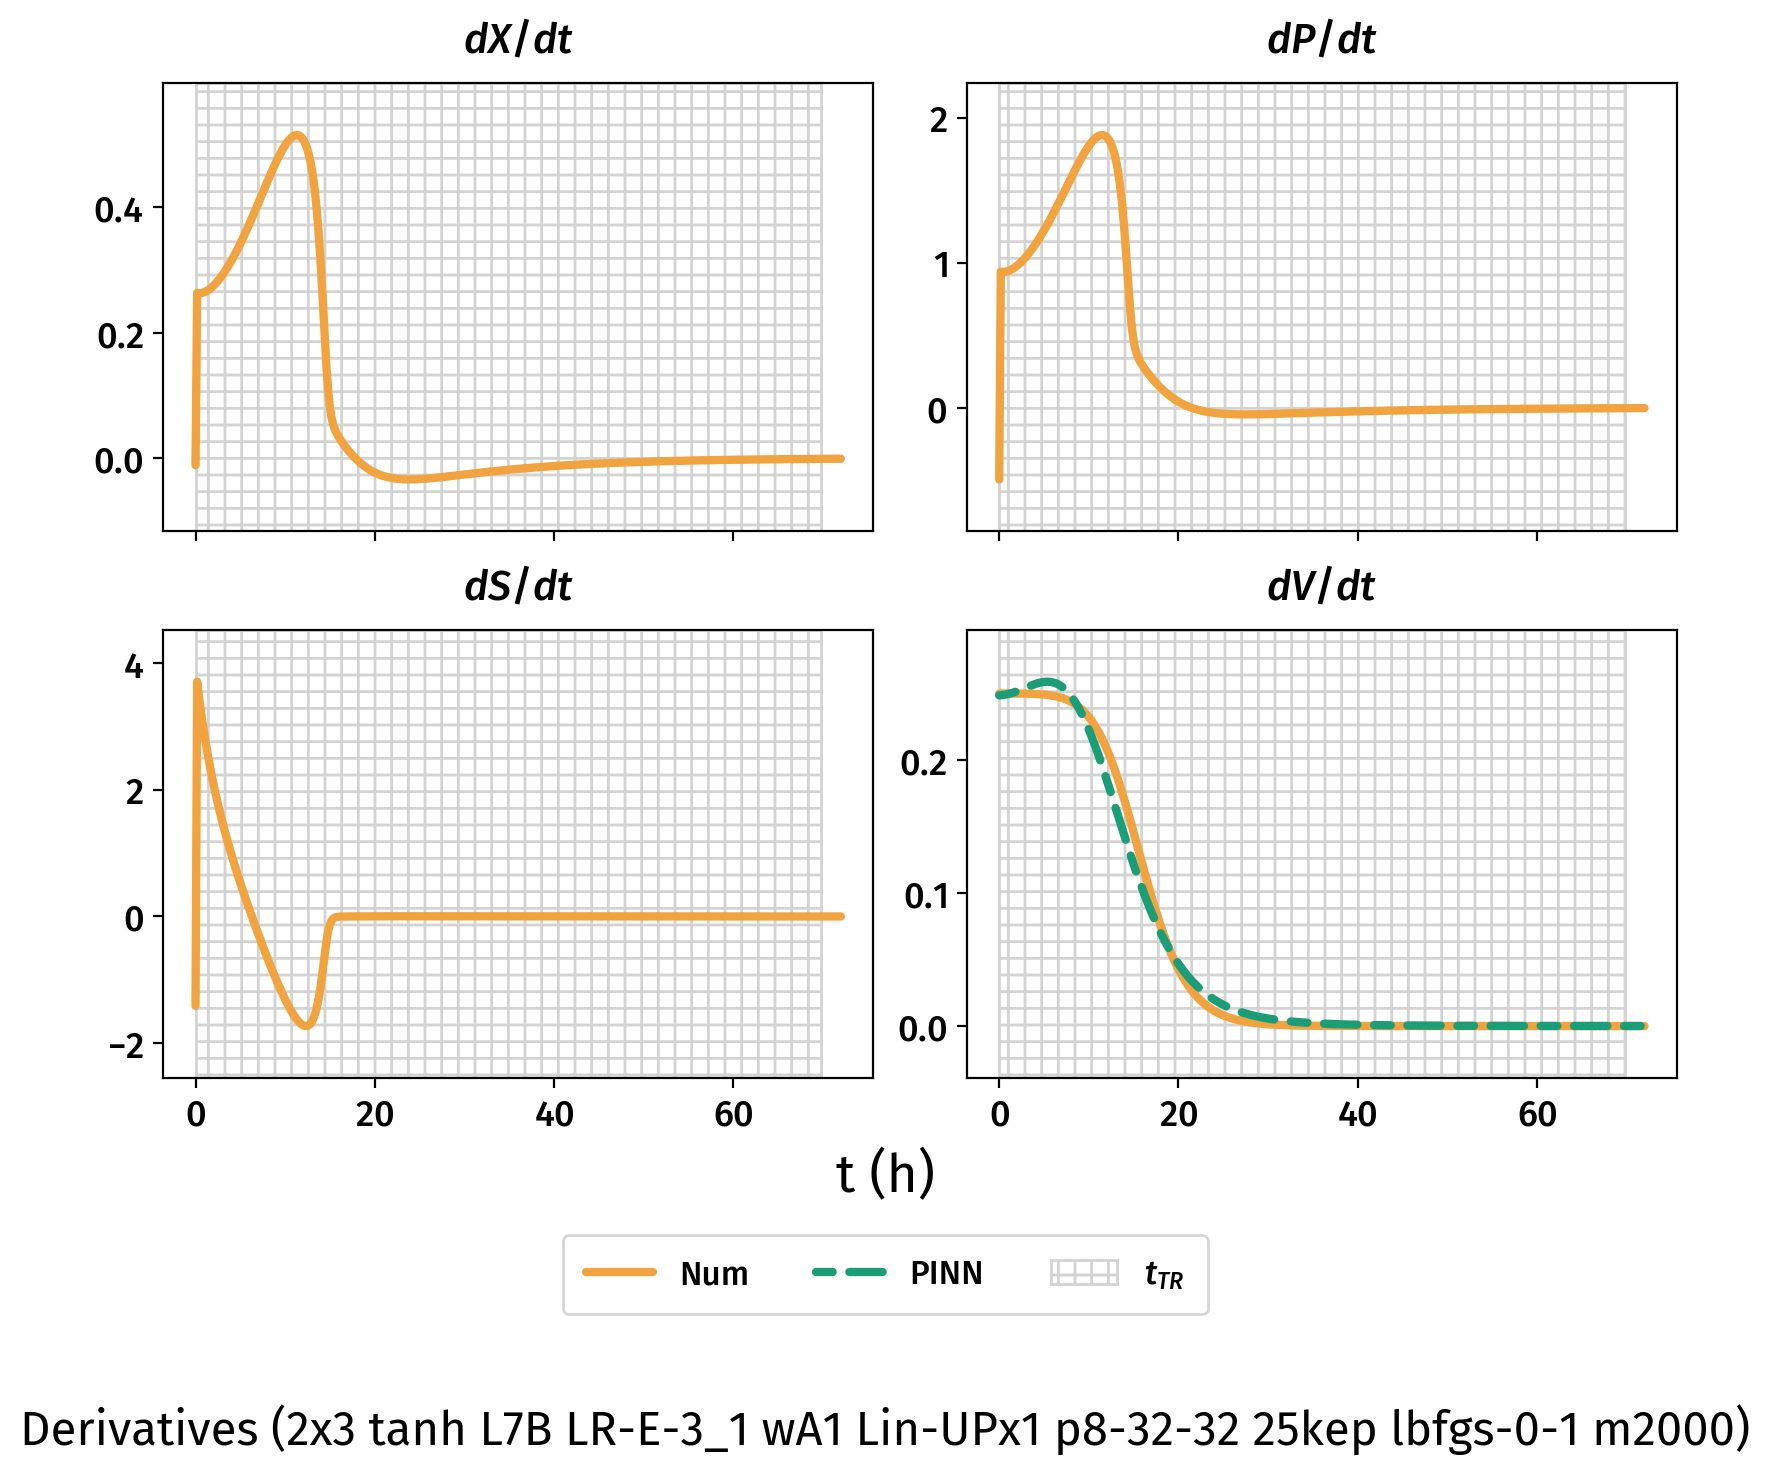 dX/dt
dP/dt
0.4
0.2
0.0
2
1
0
dS/dt
dV/dt
4
2
0
−2
0.2
0.1
0.0
0 20 40 60
0 20 40 60
t (h)
Num PINN tTR
Derivatives (2x3 tanh L7B LR-E-3_1 wA1 Lin-UPx1 p8-32-32 25kep lbfgs-0-1 m2000)